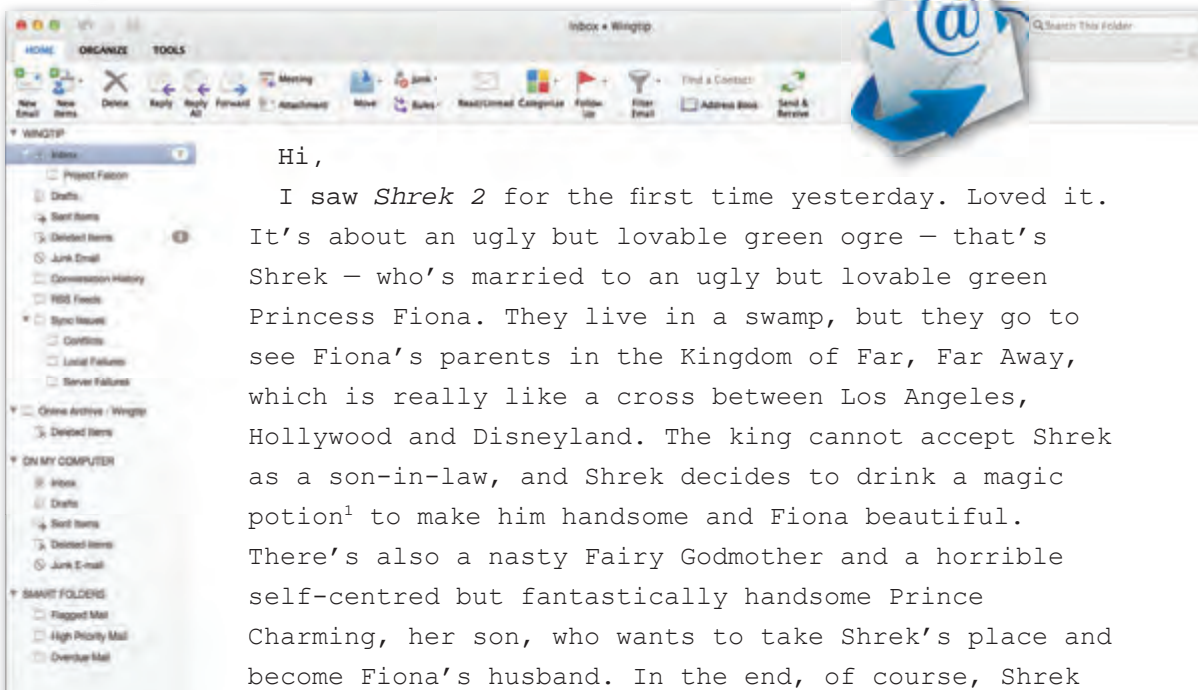 Inbox • Wingtip
Search This Folder
HOME ORGANIZE TOOLS
New Email
New Items
Delete
Reply
Reply All
Forward
Meeting
Attachment
Move
Junk
Rules
Read/Unread
Categorize
Follow Up
Filter Email
Find a Contact
Address Book
Send & Receive
WINGTIP
Inbox
Project Falcon
Drafts
Sent Items
Deleted Items
Junk Email
Conversation History
RSS Feeds
Sync Issues
Conflicts
Local Failures
Server Failures
Online Archive - Wingtip
Deleted Items
ON MY COMPUTER
Inbox
Drafts
Sent Items
Deleted Items
Junk E-mail
SMART FOLDERS
Flagged Mail
High Priority Mail
Overdue Mail
@
Hi,
I saw Shrek 2 for the first time yesterday. Loved it.
It's about an ugly but lovable green ogre — that's
Shrek — who's married to an ugly but lovable green
Princess Fiona. They live in a swamp, but they go to
see Fiona's parents in the Kingdom of Far, Far Away,
which is really like a cross between Los Angeles,
Hollywood and Disneyland. The king cannot accept Shrek
as a son-in-law, and Shrek decides to drink a magic
potion¹ to make him handsome and Fiona beautiful.
There's also a nasty Fairy Godmother and a horrible
self-centred but fantastically handsome Prince
Charming, her son, who wants to take Shrek's place and
become Fiona's husband. In the end, of course, Shrek